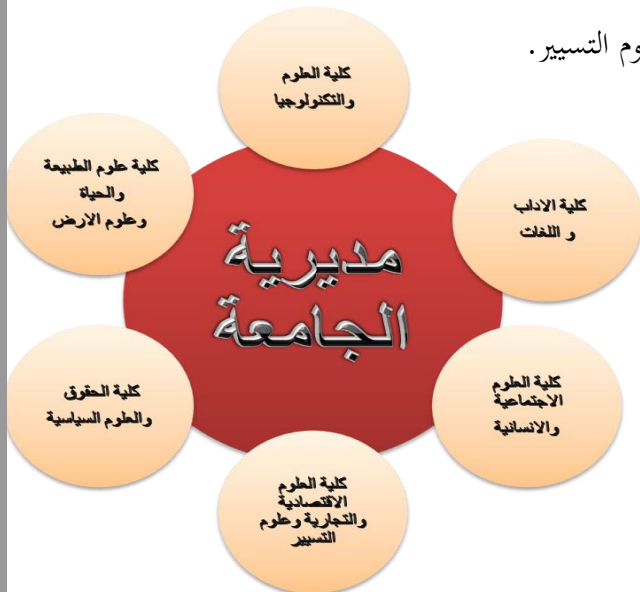 وم التسيير.
كلية العلوم
والتكنولوجيا
كلية الاداب
و اللغات
كلية العلوم
الاجتماعية
والانسانية
كلية العلوم
الاقتصادية
والتجارية وعلوم
التسيير
كلية الحقوق
والعلوم السياسية
كلية علوم الطبيعة
والحياة
وعلوم الارض
مديرية
الجامعة